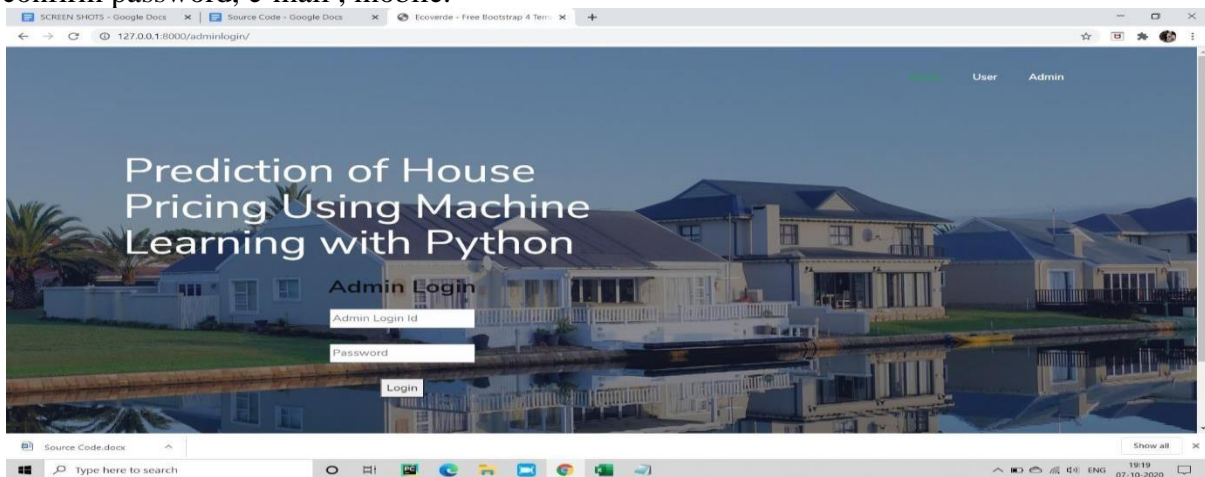 confirm password, e-mail , mobile.
SCREEN SHOTS - Google Docs
Source Code - Google Docs
Ecoverde - Free Bootstrap 4 Tem
127.0.0.1:8000/adminlogin/
User Admin
Prediction of House
Pricing Using Machine
Learning with Python
Admin Login
Admin Login Id
Password
Login
Source Code.docx
Show all
Type here to search
ENG
19:19
07-10-2020